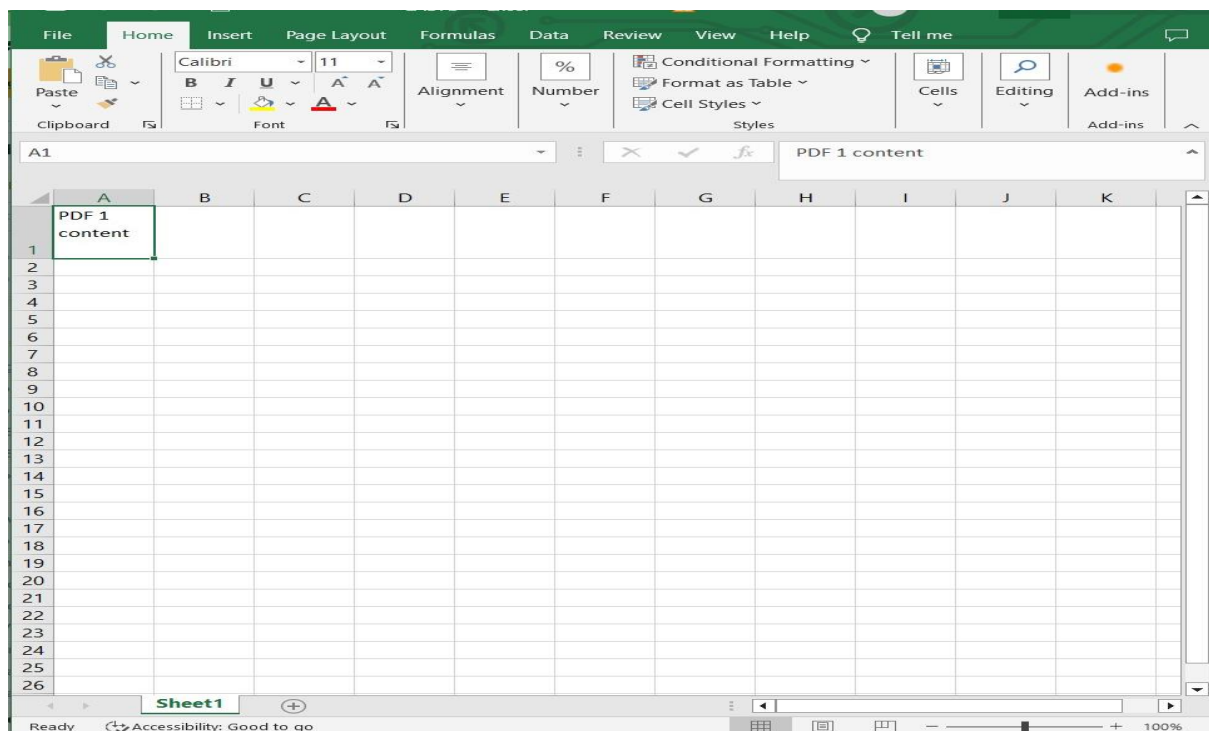 File Home Insert Page Layout Formulas Data Review View Help Tell me
Calibri 11
Conditional Formatting
B I U A A
Paste
Alignment
%
Number
Format as Table
Cells
Editing
Add-ins
A
Cell Styles
Clipboard Font Styles Add-ins
A1 fx PDF 1 content
A B C D E F G H I J K
PDF 1
content
1
2
3
4
5
6
7
8
9
10
11
12
13
14
15
16
17
18
19
20
21
22
23
24
25
26
Sheet1
Ready Accessibility: Good to go 100%